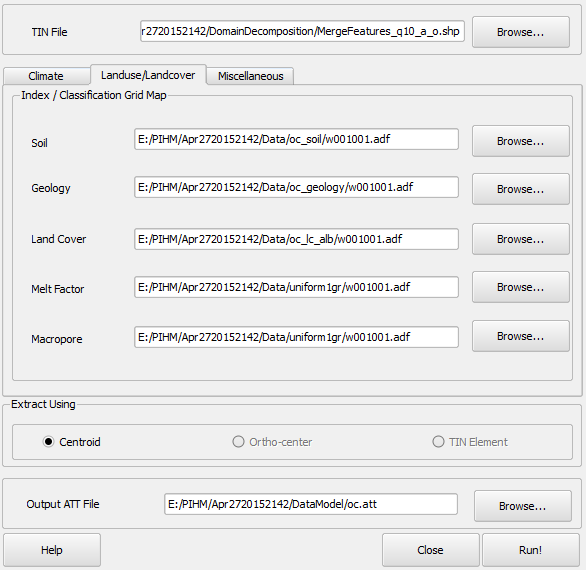 TIN File r2720152142/DomainDecomposition/MergeFeatures_q10_a_o.shp Browse...
Climate Landuse/Landcover Miscellaneous
Index / Classification Grid Map
Soil E:/PIHM/Apr2720152142/Data/oc_soil/w001001.adf Browse...
Geology E:/PIHM/Apr2720152142/Data/oc_geology/w001001.adf Browse...
Land Cover E:/PIHM/Apr2720152142/Data/oc_lc_alb/w001001.adf Browse...
Melt Factor E:/PIHM/Apr2720152142/Data/uniform1gr/w001001.adf Browse...
Macropore E:/PIHM/Apr2720152142/Data/uniform1gr/w001001.adf Browse...
Extract Using
Centroid Ortho-center TIN Element
Output ATT File E:/PIHM/Apr2720152142/DataModel/oc.att Browse...
Help Close Run!